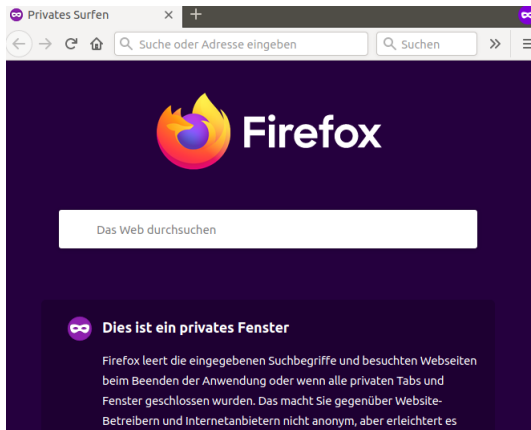 Privates Surfen
Suche oder Adresse eingeben
Suchen
Firefox
Das Web durchsuchen
Dies ist ein privates Fenster
Firefox leert die eingegebenen Suchbegriffe und besuchten Webseiten
beim Beenden der Anwendung oder wenn alle privaten Tabs und
Fenster geschlossen wurden. Das macht Sie gegenüber Website-
Betreibern und Internetanbietern nicht anonym, aber erleichtert es